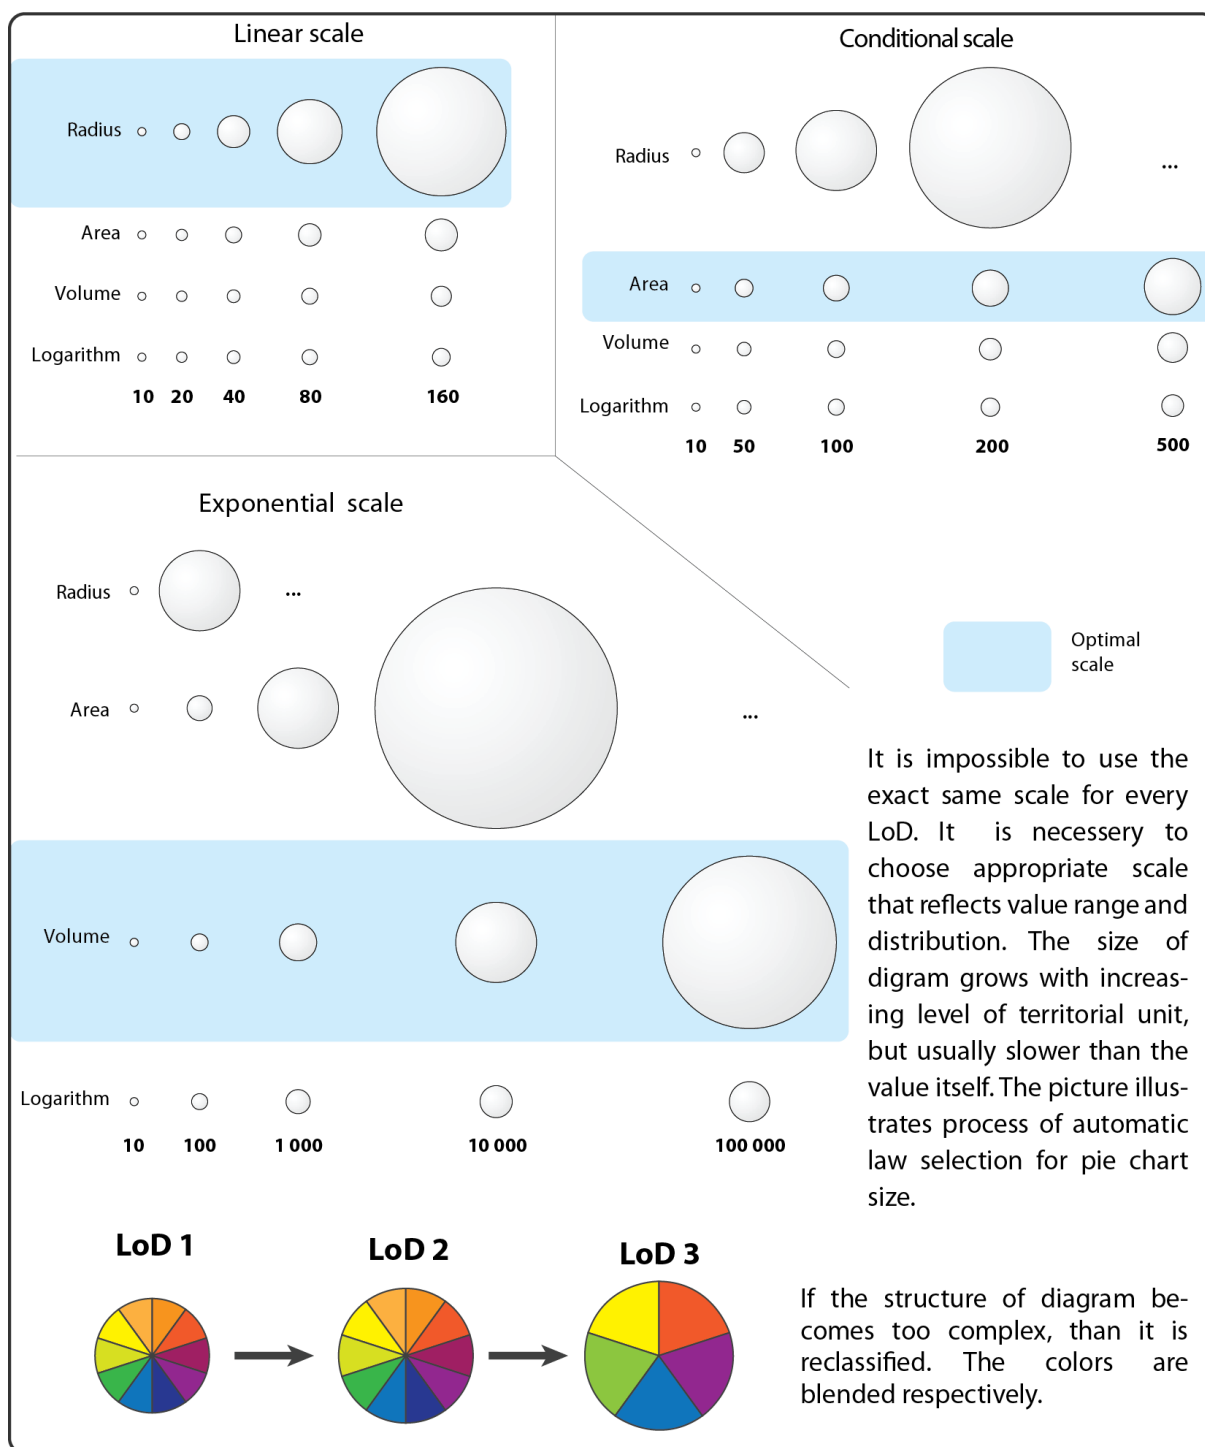 Linear scale
Radius
Area
Volume
Logarithm
10 20 40 80 160
Conditional scale
Radius ...
Area
Volume
Logarithm
10 50 100 200 500
Exponential scale
Radius ...
Area ...
Volume
Logarithm
10 100 1 000 10 000 100 000
Optimal
scale
It is impossible to use the
exact same scale for every
LoD. It is necessery to
choose appropriate scale
that reflects value range and
distribution. The size of
digram grows with increas-
ing level of territorial unit,
but usually slower than the
value itself. The picture illus-
trates process of automatic
law selection for pie chart
size.
LoD 1 LoD 2 LoD 3
If the structure of diagram be-
comes too complex, than it is
reclassified. The colors are
blended respectively.